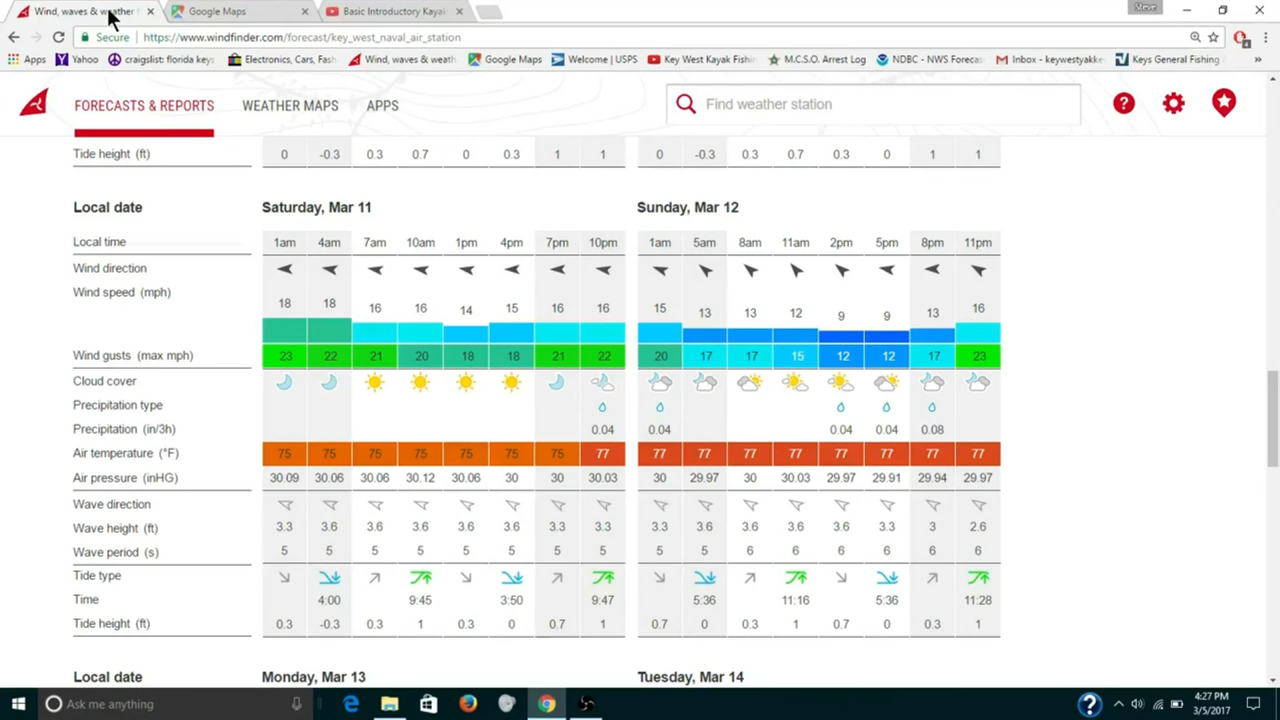 Wind, waves & weather f
Google Maps
Basic Introductory Kayak
Steve
Secure
https://www.windfinder.com/forecast/key_west_naval_air_station
Apps
Yahoo
craigslist: florida keys
Electronics, Cars, Fash
Wind, waves & weath
Google Maps
Welcome | USPS
Key West Kayak Fishin
M.C.S.O. Arrest Log
NDBC - NWS Forecas
Inbox - keywestyakke
Keys General Fishing
»
FORECASTS & REPORTS
WEATHER MAPS
APPS
Find weather station
?
Tide height (ft) 0 -0.3 0.3 0.7 0 0.3 1 1 0 -0.3 0.3 0.7 0.3 0 1 1
Local date Saturday, Mar 11 Sunday, Mar 12
Local time 1am 4am 7am 10am 1pm 4pm 7pm 10pm 1am 5am 8am 11am 2pm 5pm 8pm 11pm
Wind direction
Wind speed (mph) 18 18 16 16 14 15 16 16 15 13 13 12 9 9 13 16
Wind gusts (max mph) 23 22 21 20 18 18 21 22 20 17 17 15 12 12 17 23
Cloud cover
Precipitation type
Precipitation (in/3h) 0.04 0.04 0.04 0.04 0.08
Air temperature (°F) 75 75 75 75 75 75 75 77 77 77 77 77 77 77 77 77
Air pressure (inHG) 30.09 30.06 30.06 30.12 30.06 30 30 30.03 30 29.97 30 30.03 29.97 29.91 29.94 29.97
Wave direction
Wave height (ft) 3.3 3.6 3.6 3.6 3.6 3.6 3.3 3.3 3.3 3.6 3.6 3.6 3.6 3.3 3 2.6
Wave period (s) 5 5 5 5 5 5 5 5 5 5 6 6 6 6 6 6
Tide type
Time 4:00 9:45 3:50 9:47 5:36 11:16 5:36 11:28
Tide height (ft) 0.3 -0.3 0.3 1 0.3 0 0.7 1 0.7 0 0.3 1 0.7 0 0.3 1
Local date Monday, Mar 13 Tuesday, Mar 14
Ask me anything
?
4:27 PM
3/5/2017